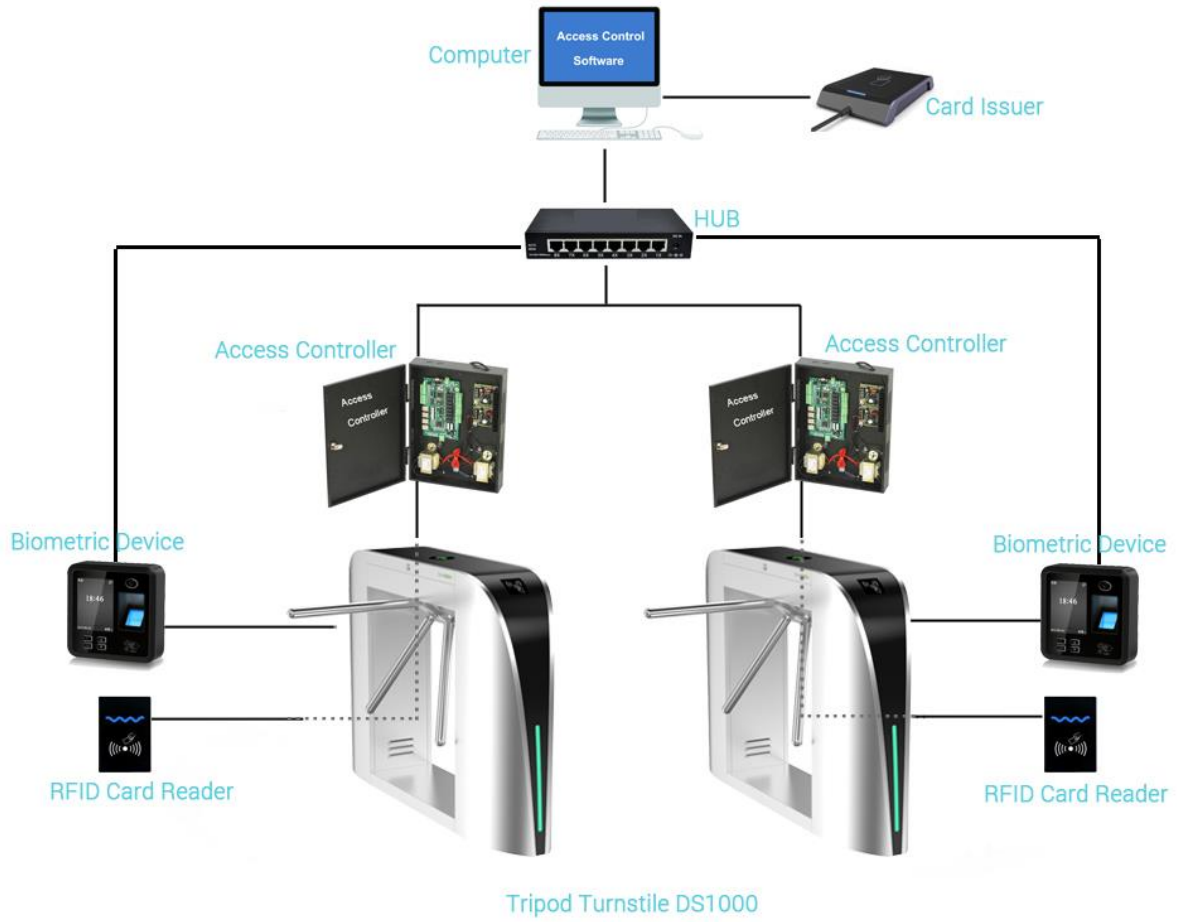 Access Control
Software
Computer
Card Issuer
HUB
Access Controller
Access Controller
Access
Controller
Access
Controller
Biometric Device
Biometric Device
18:46
18:46
RFID Card Reader
RFID Card Reader
Tripod Turnstile DS1000